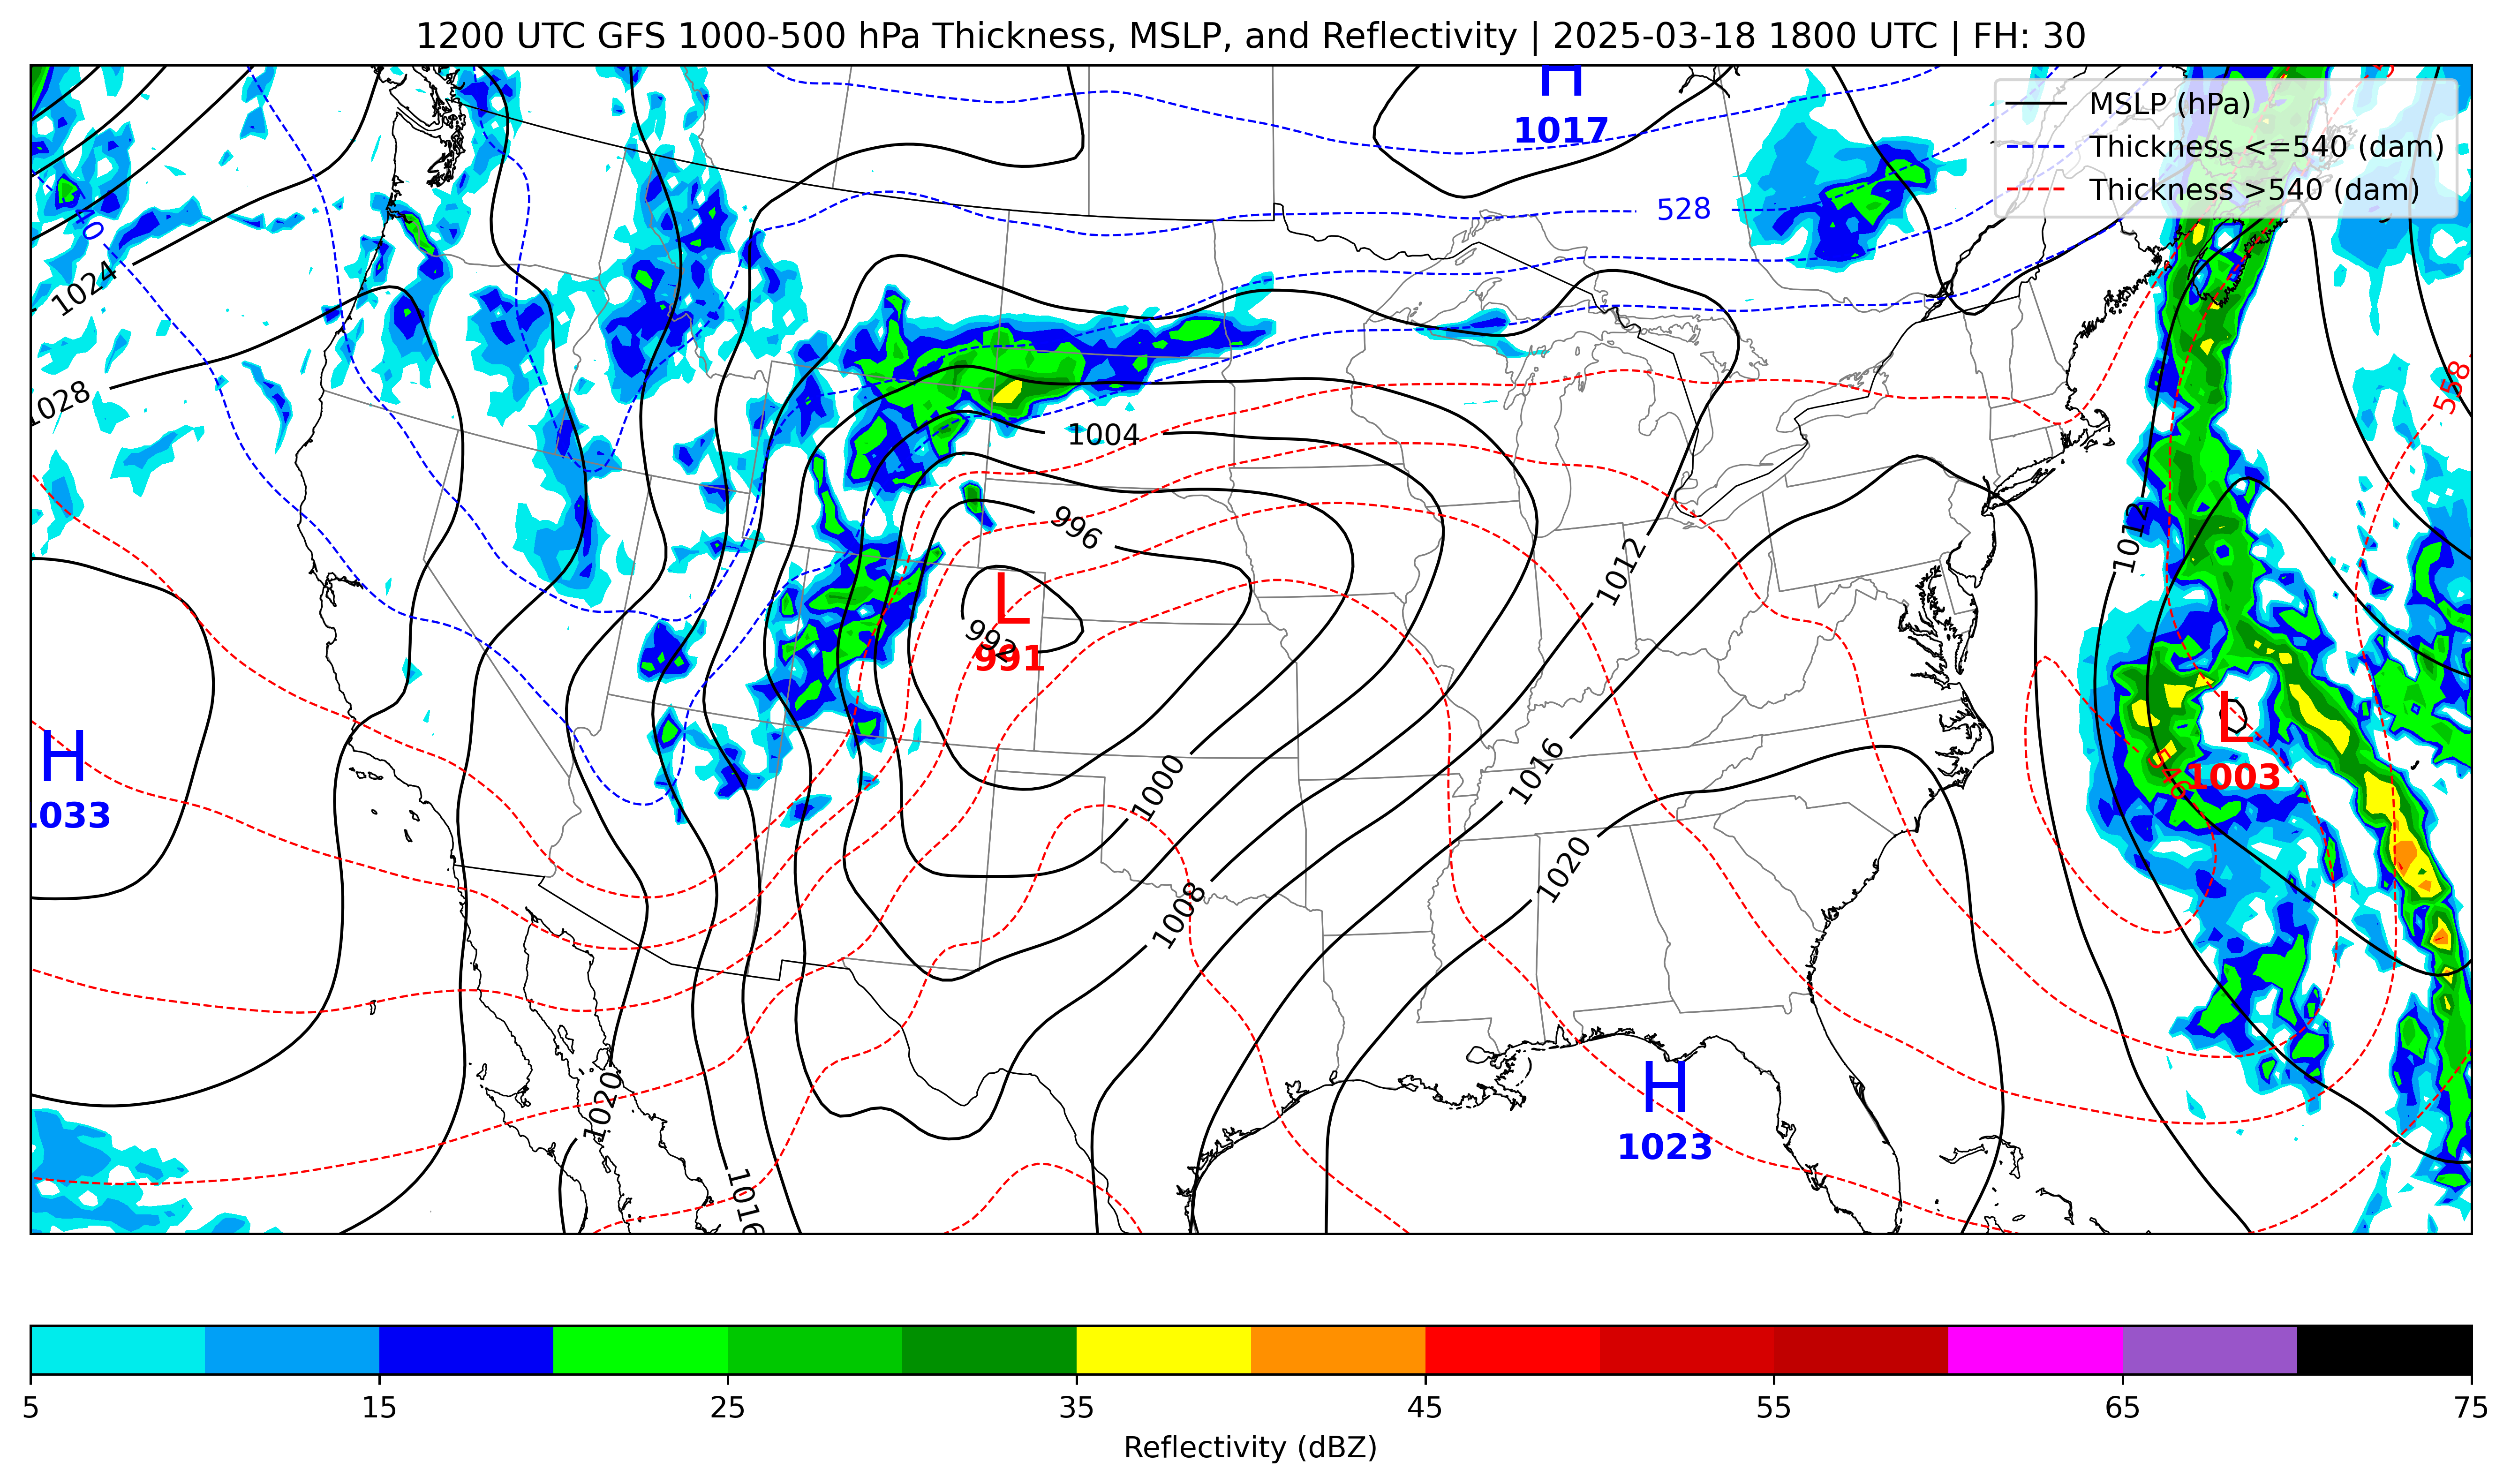 1200 UTC GFS 1000-500 hPa Thickness, MSLP, and Reflectivity | 2025-03-18 1800 UTC | FH: 30
H
1017
MSLP (hPa)
Thickness <=540 (dam)
Thickness >540 (dam)
528
1024
1028
558
1004
996
1012
1012
L
992
991
H
1033
L
1003
1000
1016
1020
1008
H
1023
1020
1016
5 15 25 35 45 55 65 75
Reflectivity (dBZ)